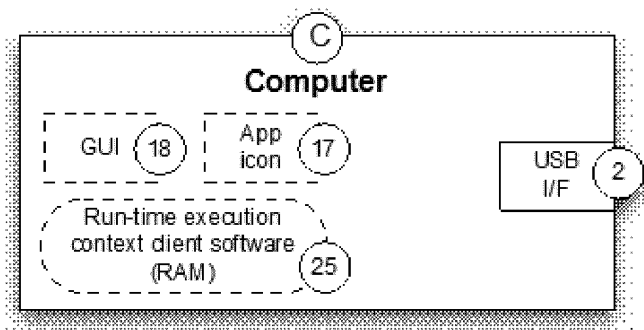 C
Computer
GUI 18
App
icon 17
USB
I/F 2
Run-time execution
context client software
(RAM) 25